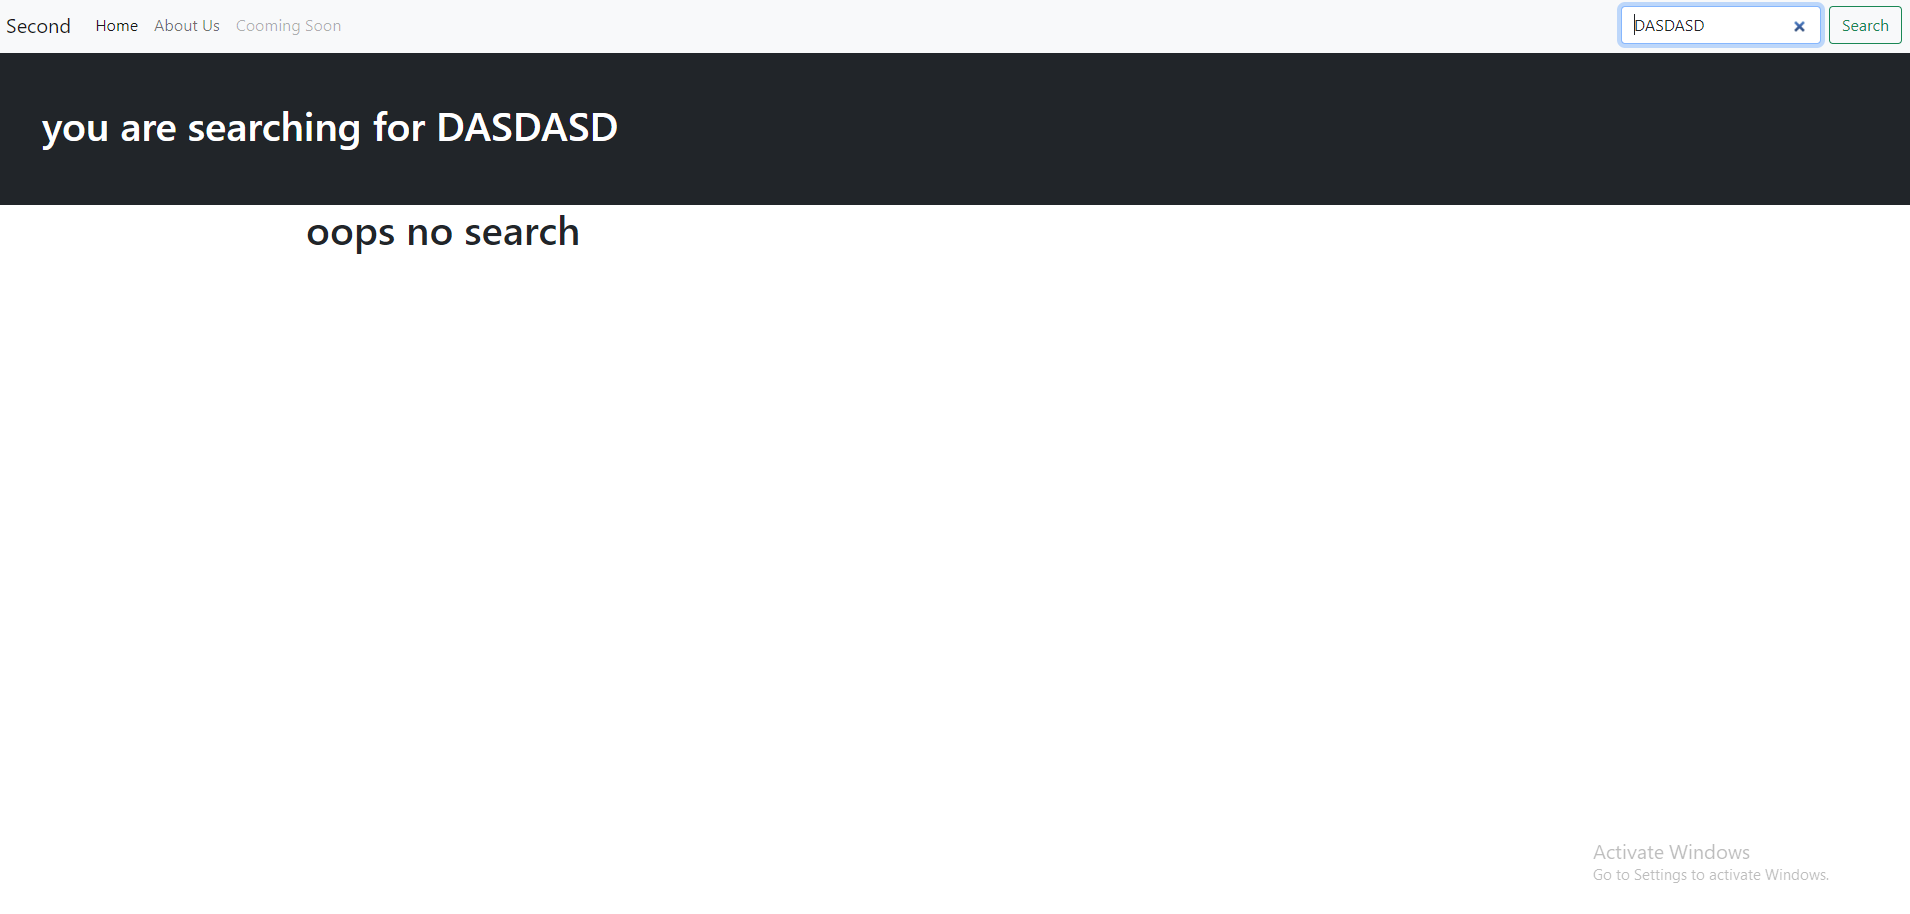 Second Home About Us Cooming Soon DASDASD Search
you are searching for DASDASD
oops no search
Activate Windows
Go to Settings to activate Windows.